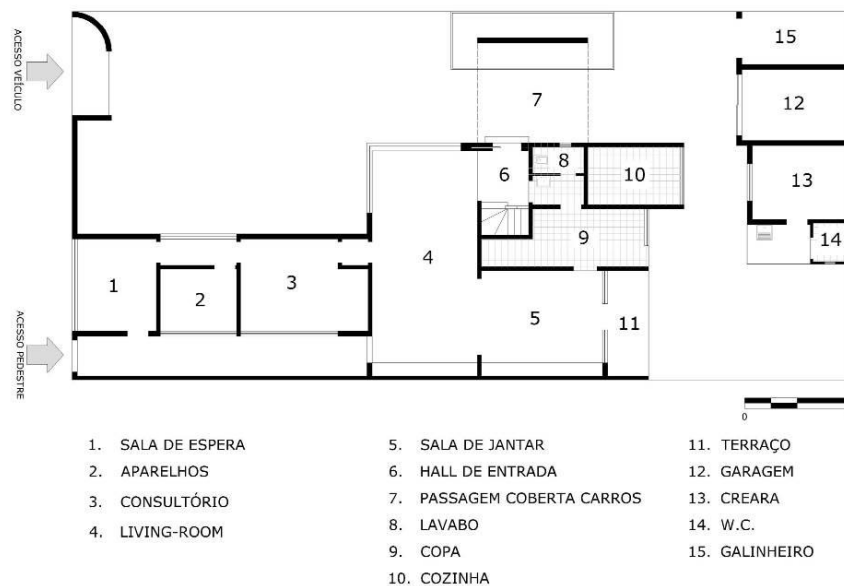 ACESSO VEÍCULO
15
12
7
13
8
6
10
14
9
4
3
1
2
5
11
ACESSO PEDESTRE
0
1. SALA DE ESPERA
2. APARELHOS
3. CONSULTÓRIO
4. LIVING-ROOM
5. SALA DE JANTAR
6. HALL DE ENTRADA
7. PASSAGEM COBERTA CARROS
8. LAVABO
9. COPA
10. COZINHA
11. TERRAÇO
12. GARAGEM
13. CREARA
14. W.C.
15. GALINHEIRO